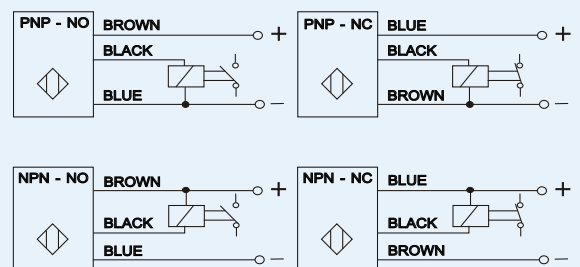 PNP - NO
BROWN
+
BLACK
BLUE
—
PNP - NC
BLUE
+
BLACK
BROWN
—
NPN - NO
BROWN
+
BLACK
BLUE
—
NPN - NC
BLUE
+
BLACK
BROWN
—